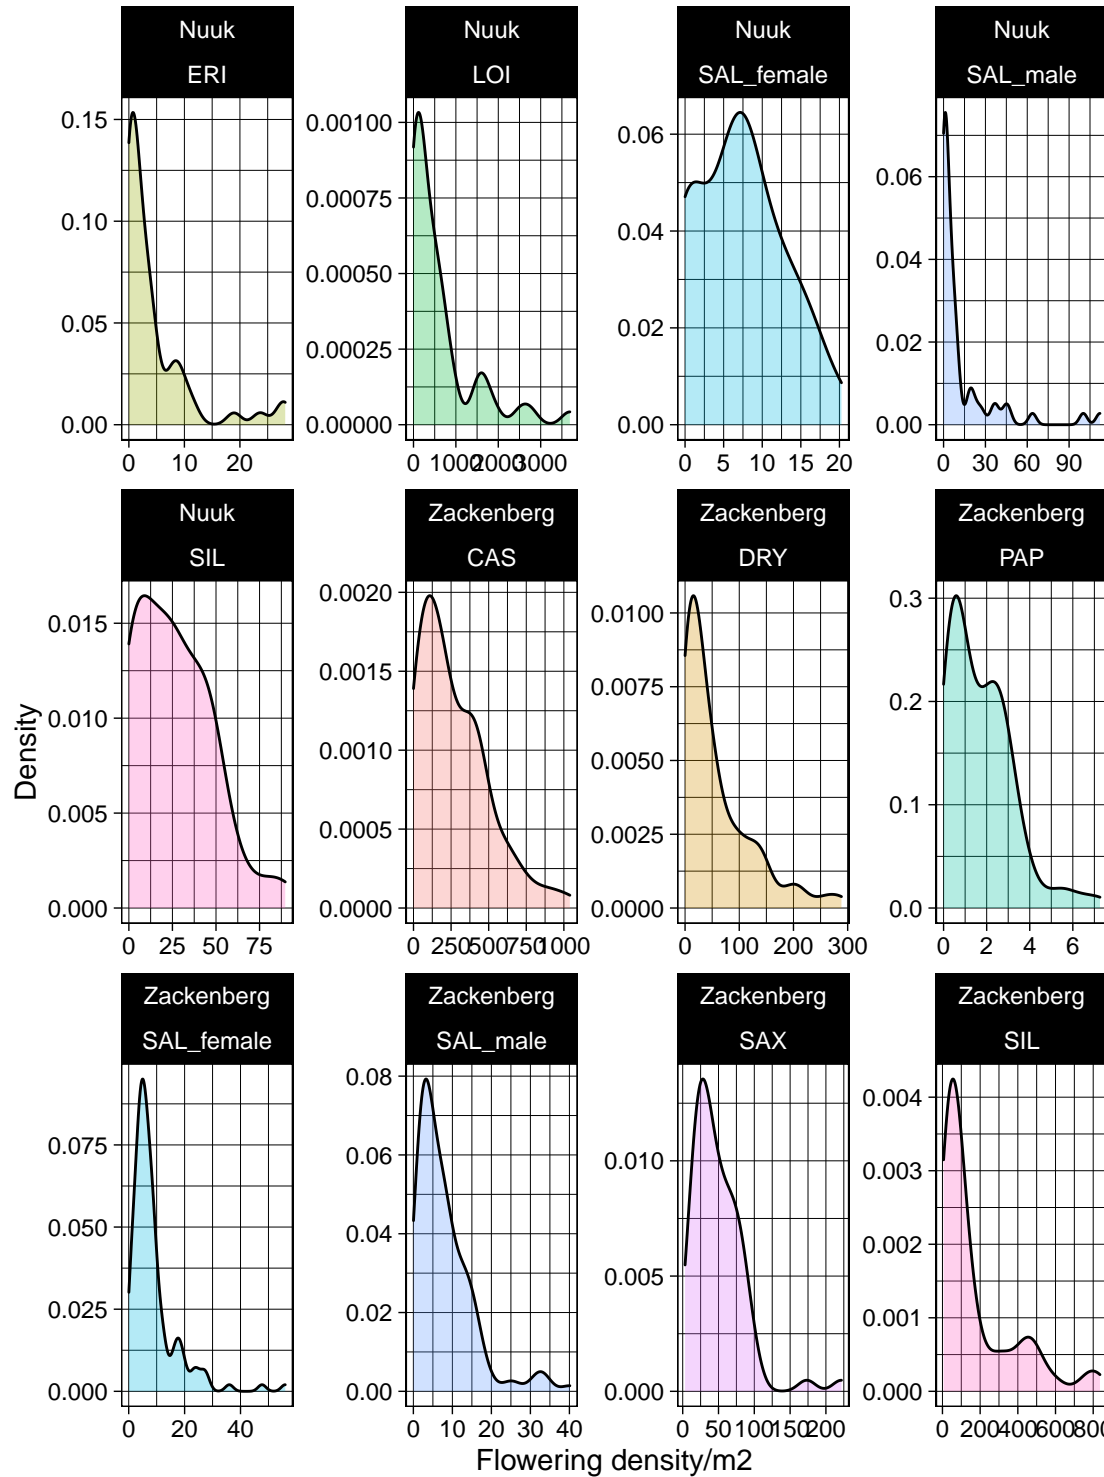 Nuuk Nuuk Nuuk Nuuk
ERI LOI SAL_female SAL_male
0.15
0.10
0.05
0.00
0 10 20
0.00100
0.00075
0.00050
0.00025
0.00000
0 1000 2000 3000
0.06
0.04
0.02
0.00
0 5 10 15 20
0.06
0.04
0.02
0.00
0 30 60 90
Nuuk Zackenberg Zackenberg Zackenberg
SIL CAS DRY PAP
Density
0.015
0.010
0.005
0.000
0 25 50 75
0.0020
0.0015
0.0010
0.0005
0.0000
0 250 500 750 1000
0.0100
0.0075
0.0050
0.0025
0.0000
0 100 200 300
0.3
0.2
0.1
0.0
0 2 4 6
Zackenberg Zackenberg Zackenberg Zackenberg
SAL_female SAL_male SAX SIL
0.075
0.050
0.025
0.000
0 20 40
0.08
0.06
0.04
0.02
0.00
0 10 20 30 40
0.010
0.005
0.000
0 50 100 150 200
0.004
0.003
0.002
0.001
0.000
0 200 400 600 800
Flowering density/m2